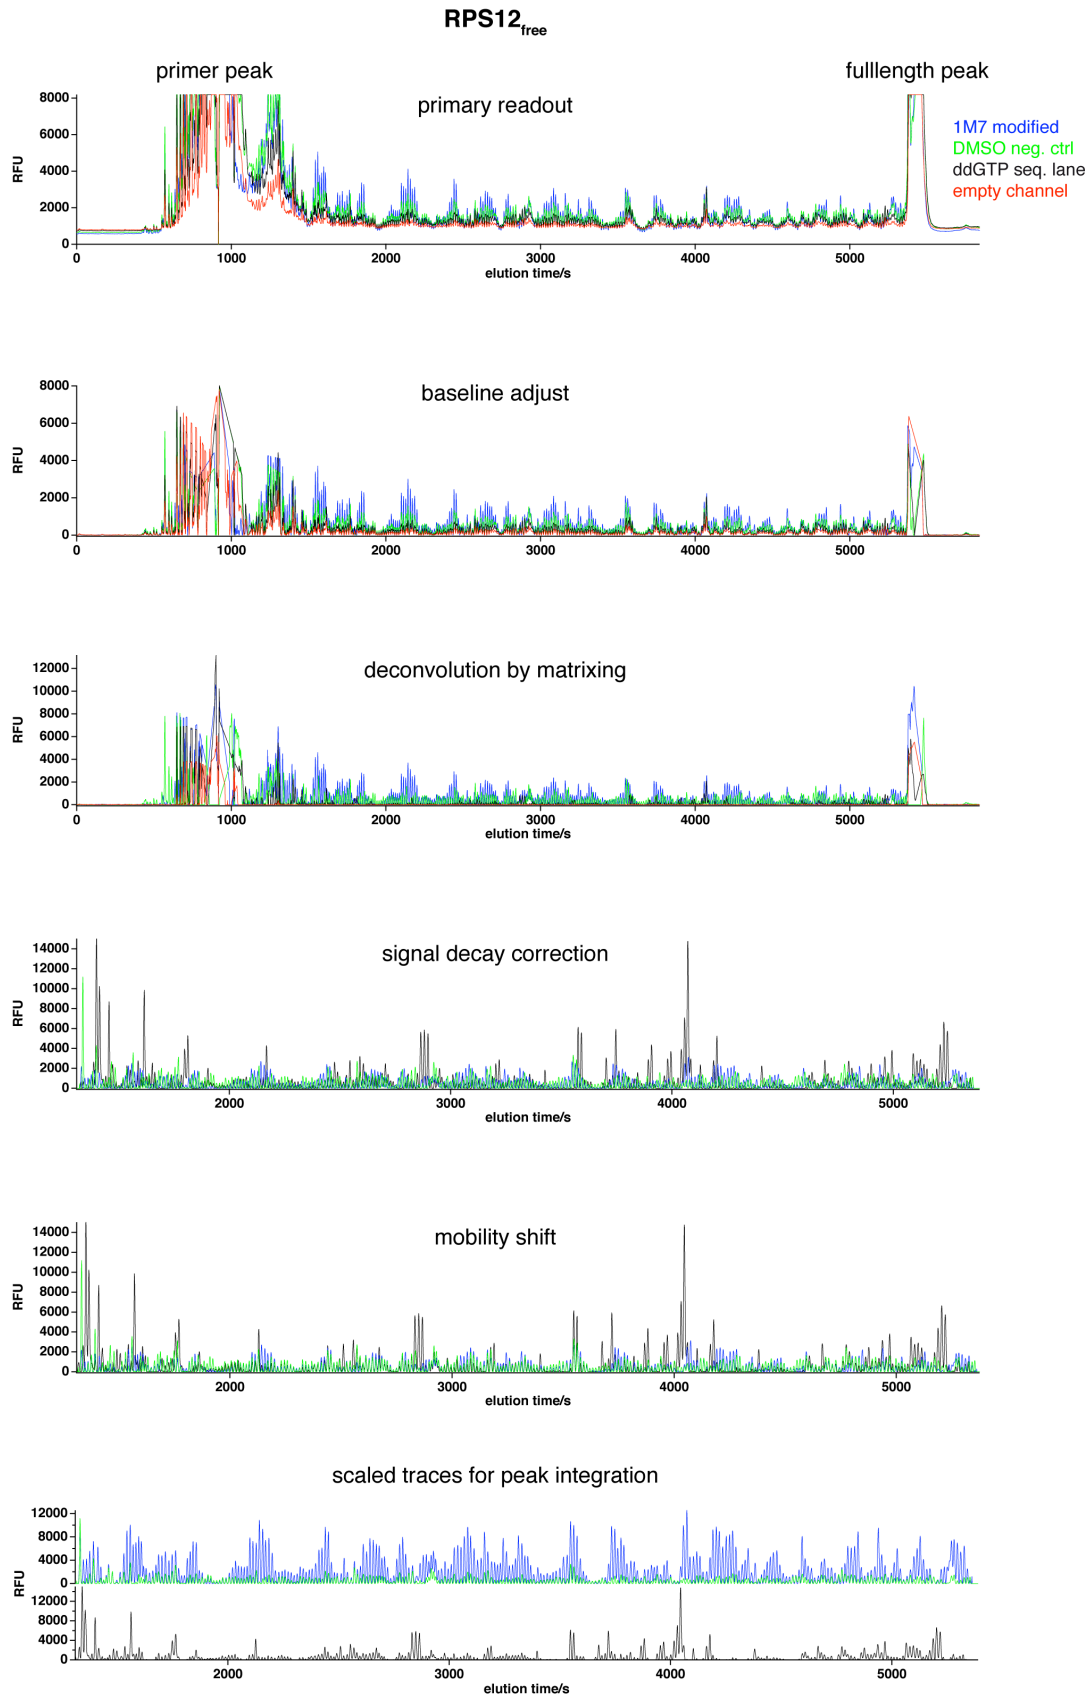 RPS12free
primer peak
fulllength peak
primary readout
1M7 modified
DMSO neg. ctrl
ddGTP seq. lane
empty channel
RFU
8000
6000
4000
2000
0
0 1000 2000 3000 4000 5000
elution time/s
baseline adjust
RFU
8000
6000
4000
2000
0
0 1000 2000 3000 4000 5000
elution time/s
deconvolution by matrixing
RFU
12000
10000
8000
6000
4000
2000
0
0 1000 2000 3000 4000 5000
elution time/s
signal decay correction
RFU
14000
12000
10000
8000
6000
4000
2000
0
2000 3000 4000 5000
elution time/s
mobility shift
RFU
14000
12000
10000
8000
6000
4000
2000
0
2000 3000 4000 5000
elution time/s
scaled traces for peak integration
RFU
12000
8000
4000
0
12000
8000
4000
0
2000 3000 4000 5000
elution time/s